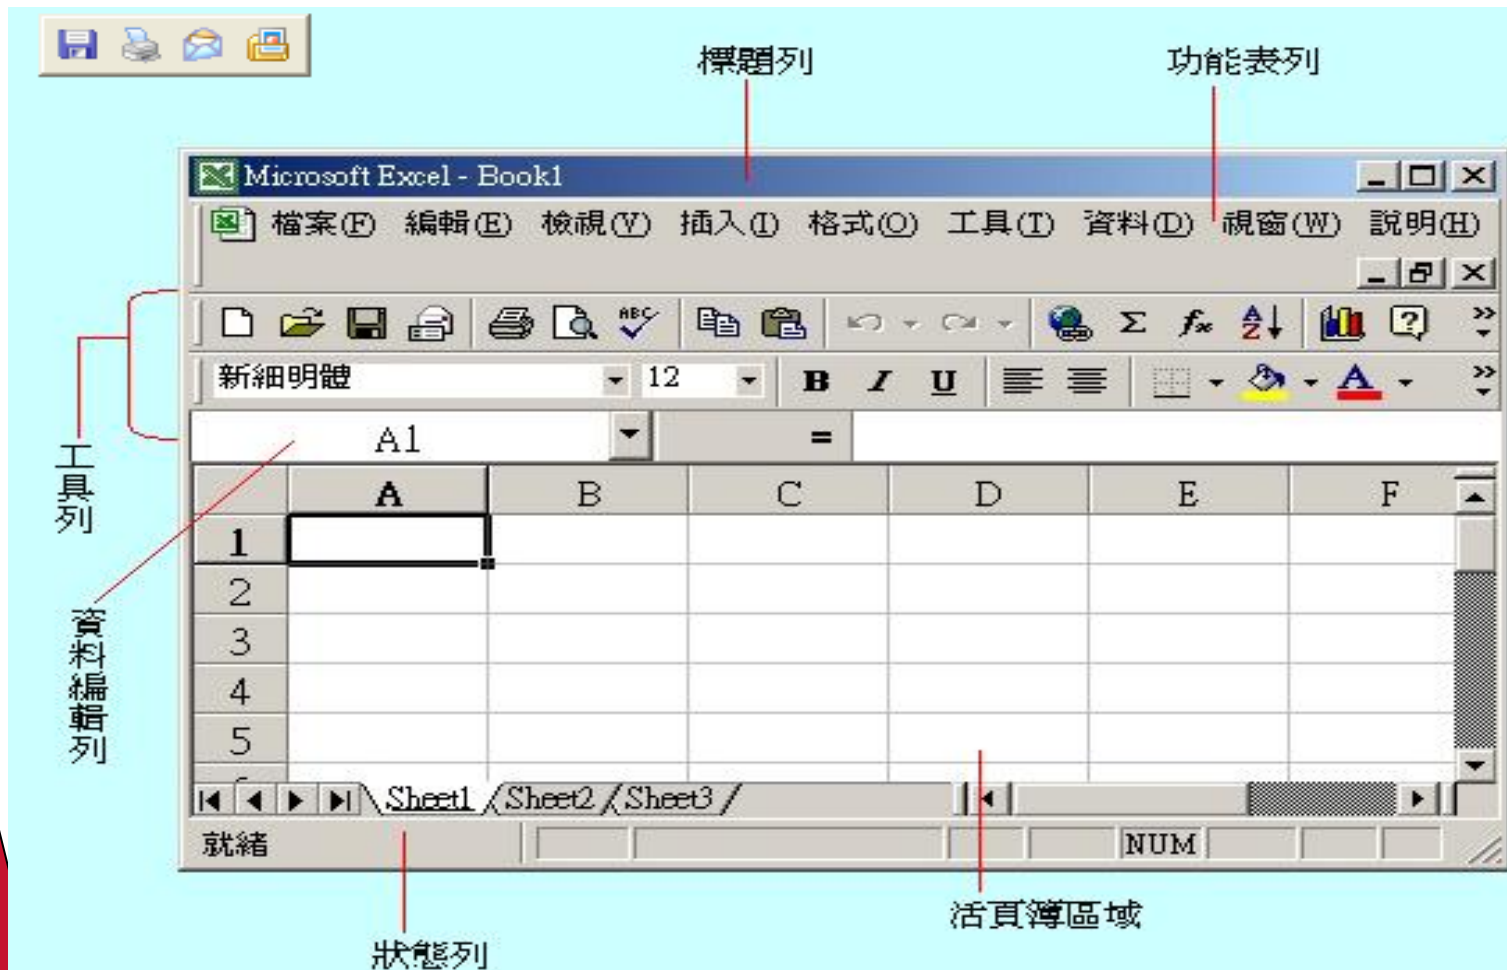 標題列
功能表列
Microsoft Excel - Book1
檔案(F) 編輯(E) 檢視(V) 插入(I) 格式(O) 工具(T) 資料(D) 視窗(W) 說明(H)
ABC Σ fx A Z ?
新細明體 12 B I U A
A1 =
工具列
A B C D E F
1
2
3
4
5
資料編輯列
Sheet1 Sheet2 Sheet3
就緒 NUM
活頁簿區域
狀態列